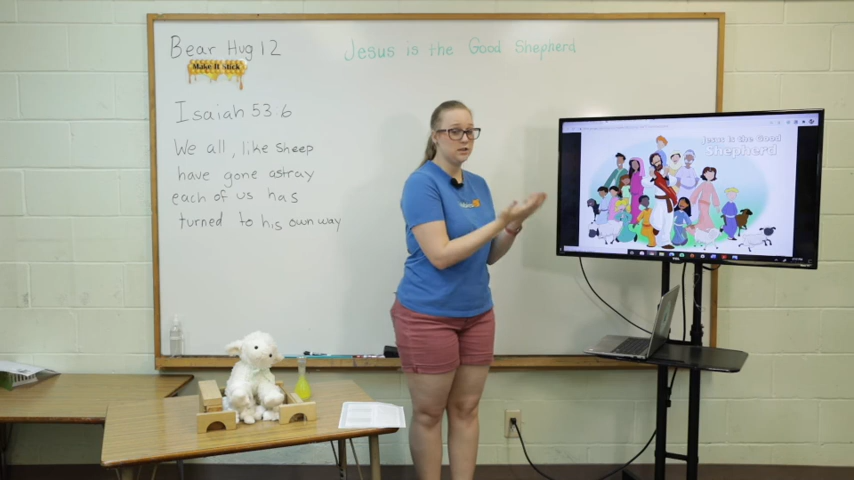 Bear Hug 12
Make It Stick
Jesus is the Good Shepherd
Isaiah 53:6
We all, like sheep
have gone astray
each of us has
turned to his own way
Jesus is the Good
Shepherd